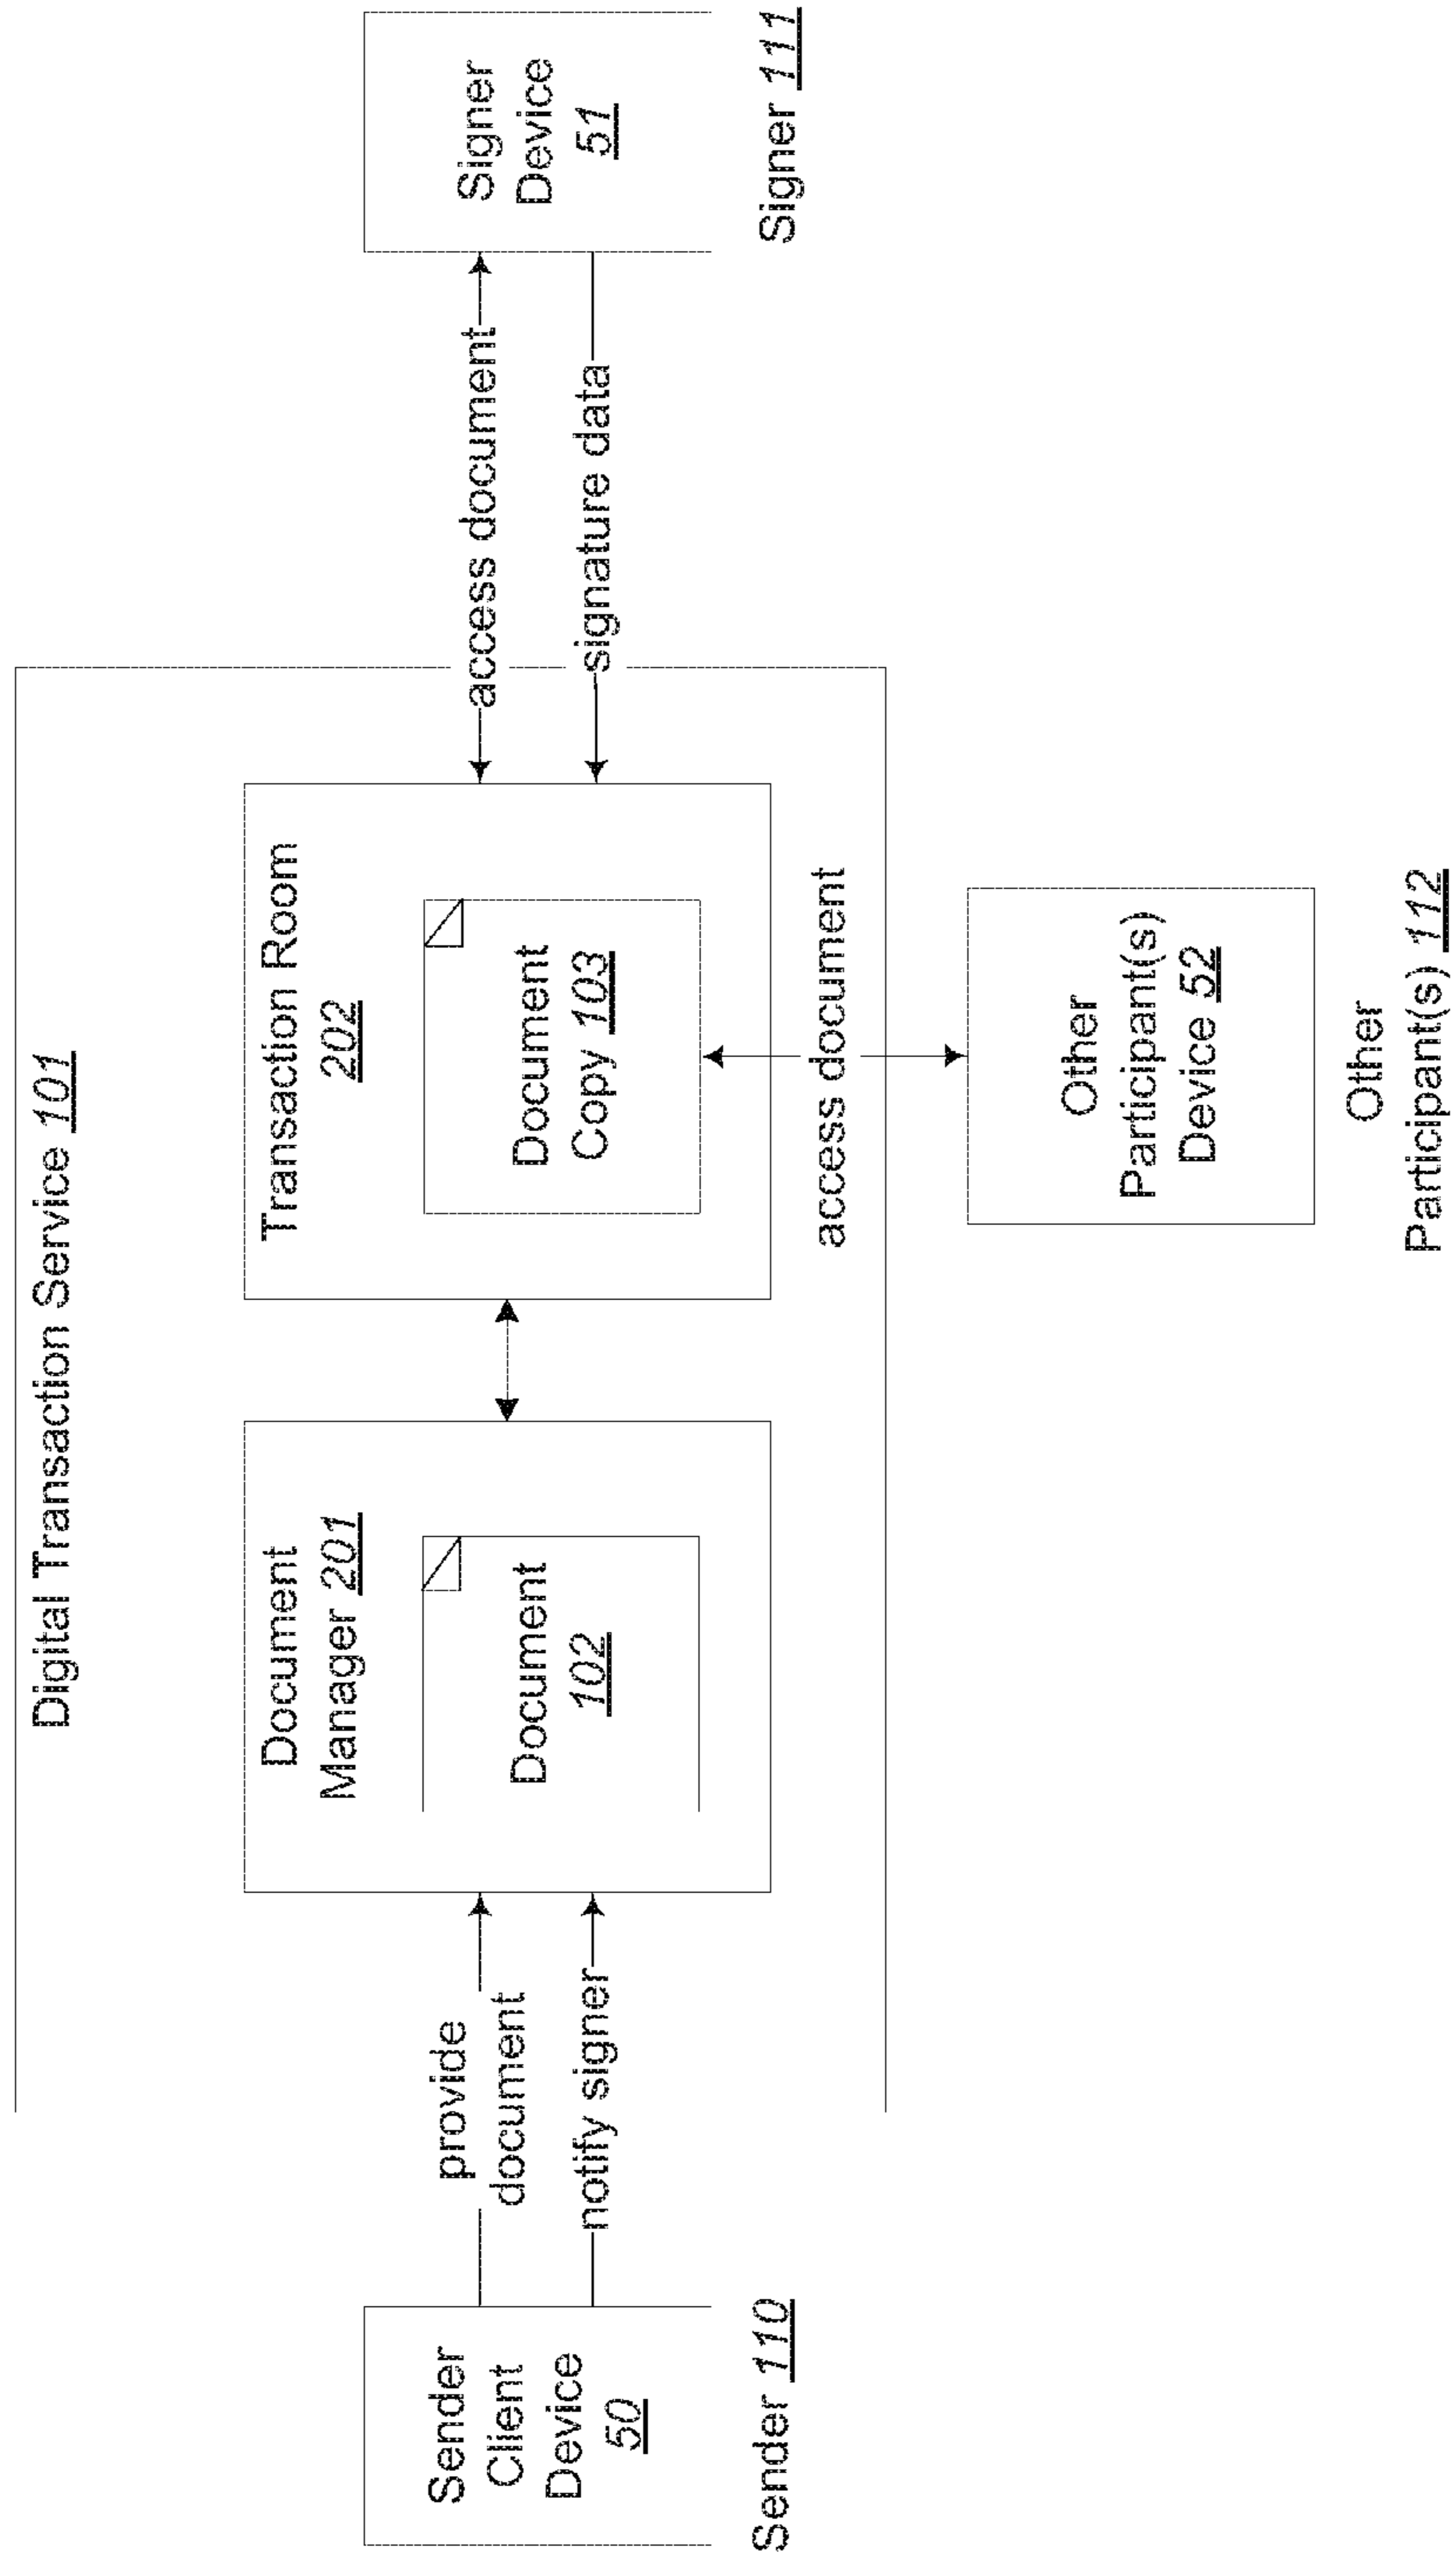 Digital Transaction Service 101
Sender
Client
Device
50
Sender 110
provide
document
notify signer
Document
Manager 201
Document
102
Transaction Room
202
Document
Copy 103
access document
signature data
Signer
Device
51
Signer 111
access document
Other
Participant(s)
Device 52
Other
Participant(s) 112